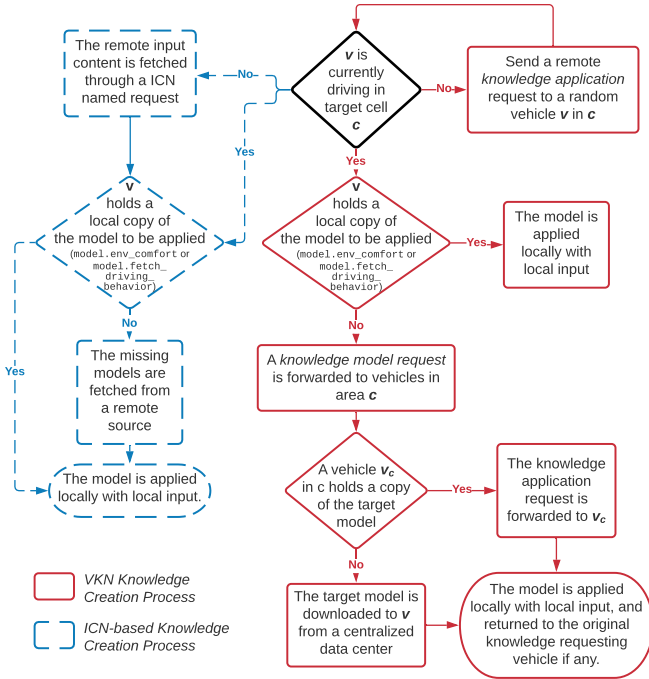 The remote input
content is fetched
through a ICN
named request
v is
currently
driving in
target cell
c
Send a remote
knowledge application
request to a random
vehicle v in c
No
No
Yes
Yes
v
holds a
local copy of
the model to be applied
(model.env_comfort or
model.fetch_
driving_
behavior)
v
holds a
local copy of
the model to be applied
(model.env_comfort or
model.fetch_
driving_
behavior)
Yes
The model is
applied
locally with
local input
No
No
Yes
The missing
models are
fetched from
a remote
source
A knowledge model request
is forwarded to vehicles in
area c
The model is applied
locally with local input.
A vehicle vc
in c holds a copy
of the target
model
Yes
The knowledge
application
request is
forwarded to vc
No
VKN Knowledge
Creation Process
ICN-based Knowledge
Creation Process
The target model is
downloaded to v
from a centralized
data center
The model is applied
locally with local input, and
returned to the original
knowledge requesting
vehicle if any.